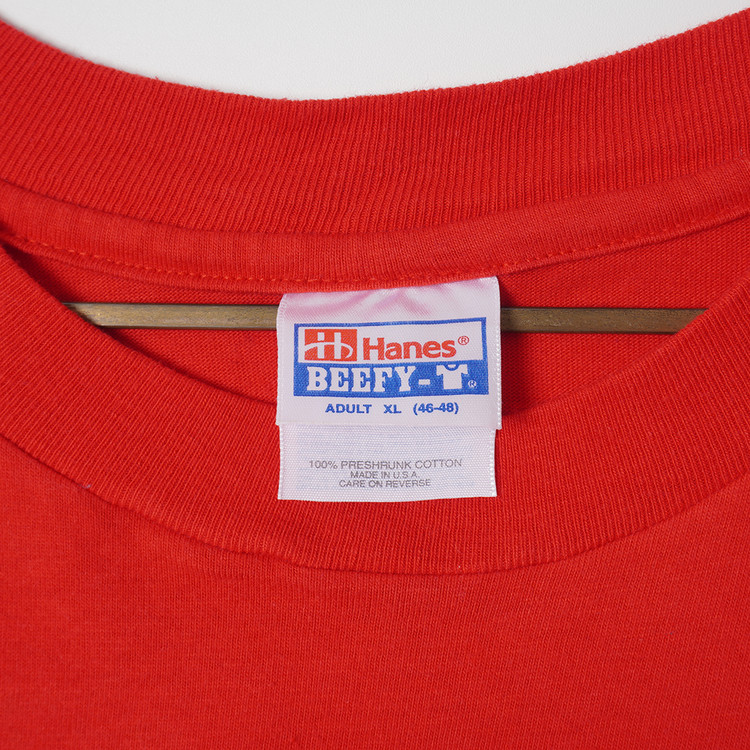 Hanes®
BEEFY-T®
ADULT XL (46-48)
100% PRESHRUNK COTTON
MADE IN U.S.A.
CARE ON REVERSE